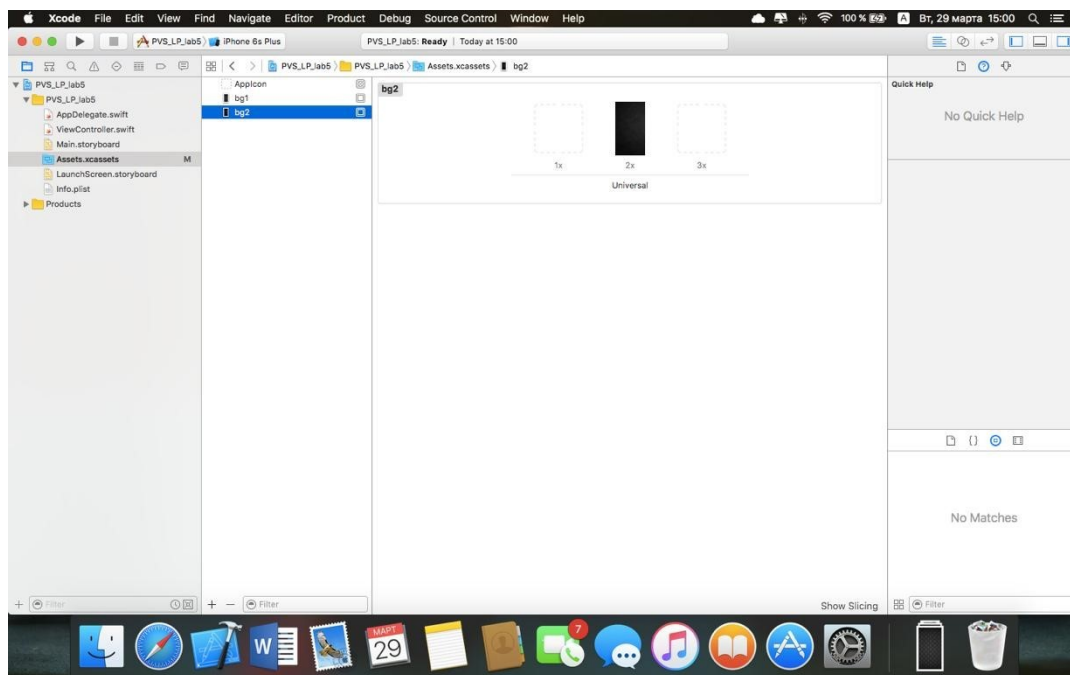 Xcode File Edit View Find Navigate Editor Product Debug Source Control Window Help 100 % A Вт, 29 марта 15:00
PVS_LP_lab5 iPhone 6s Plus PVS_LP_lab5: Ready | Today at 15:00
PVS_LP_lab5 PVS_LP_lab5 Assets.xcassets bg2
PVS_LP_lab5
PVS_LP_lab5
AppDelegate.swift
ViewController.swift
Main.storyboard
Assets.xcassets M
LaunchScreen.storyboard
Info.plist
Products
Filter
AppIcon
bg1
bg2
Filter
bg2
1x 2x 3x
Universal
Show Slicing
Quick Help
No Quick Help
{}
No Matches
Filter
W
МАРТ
29
7